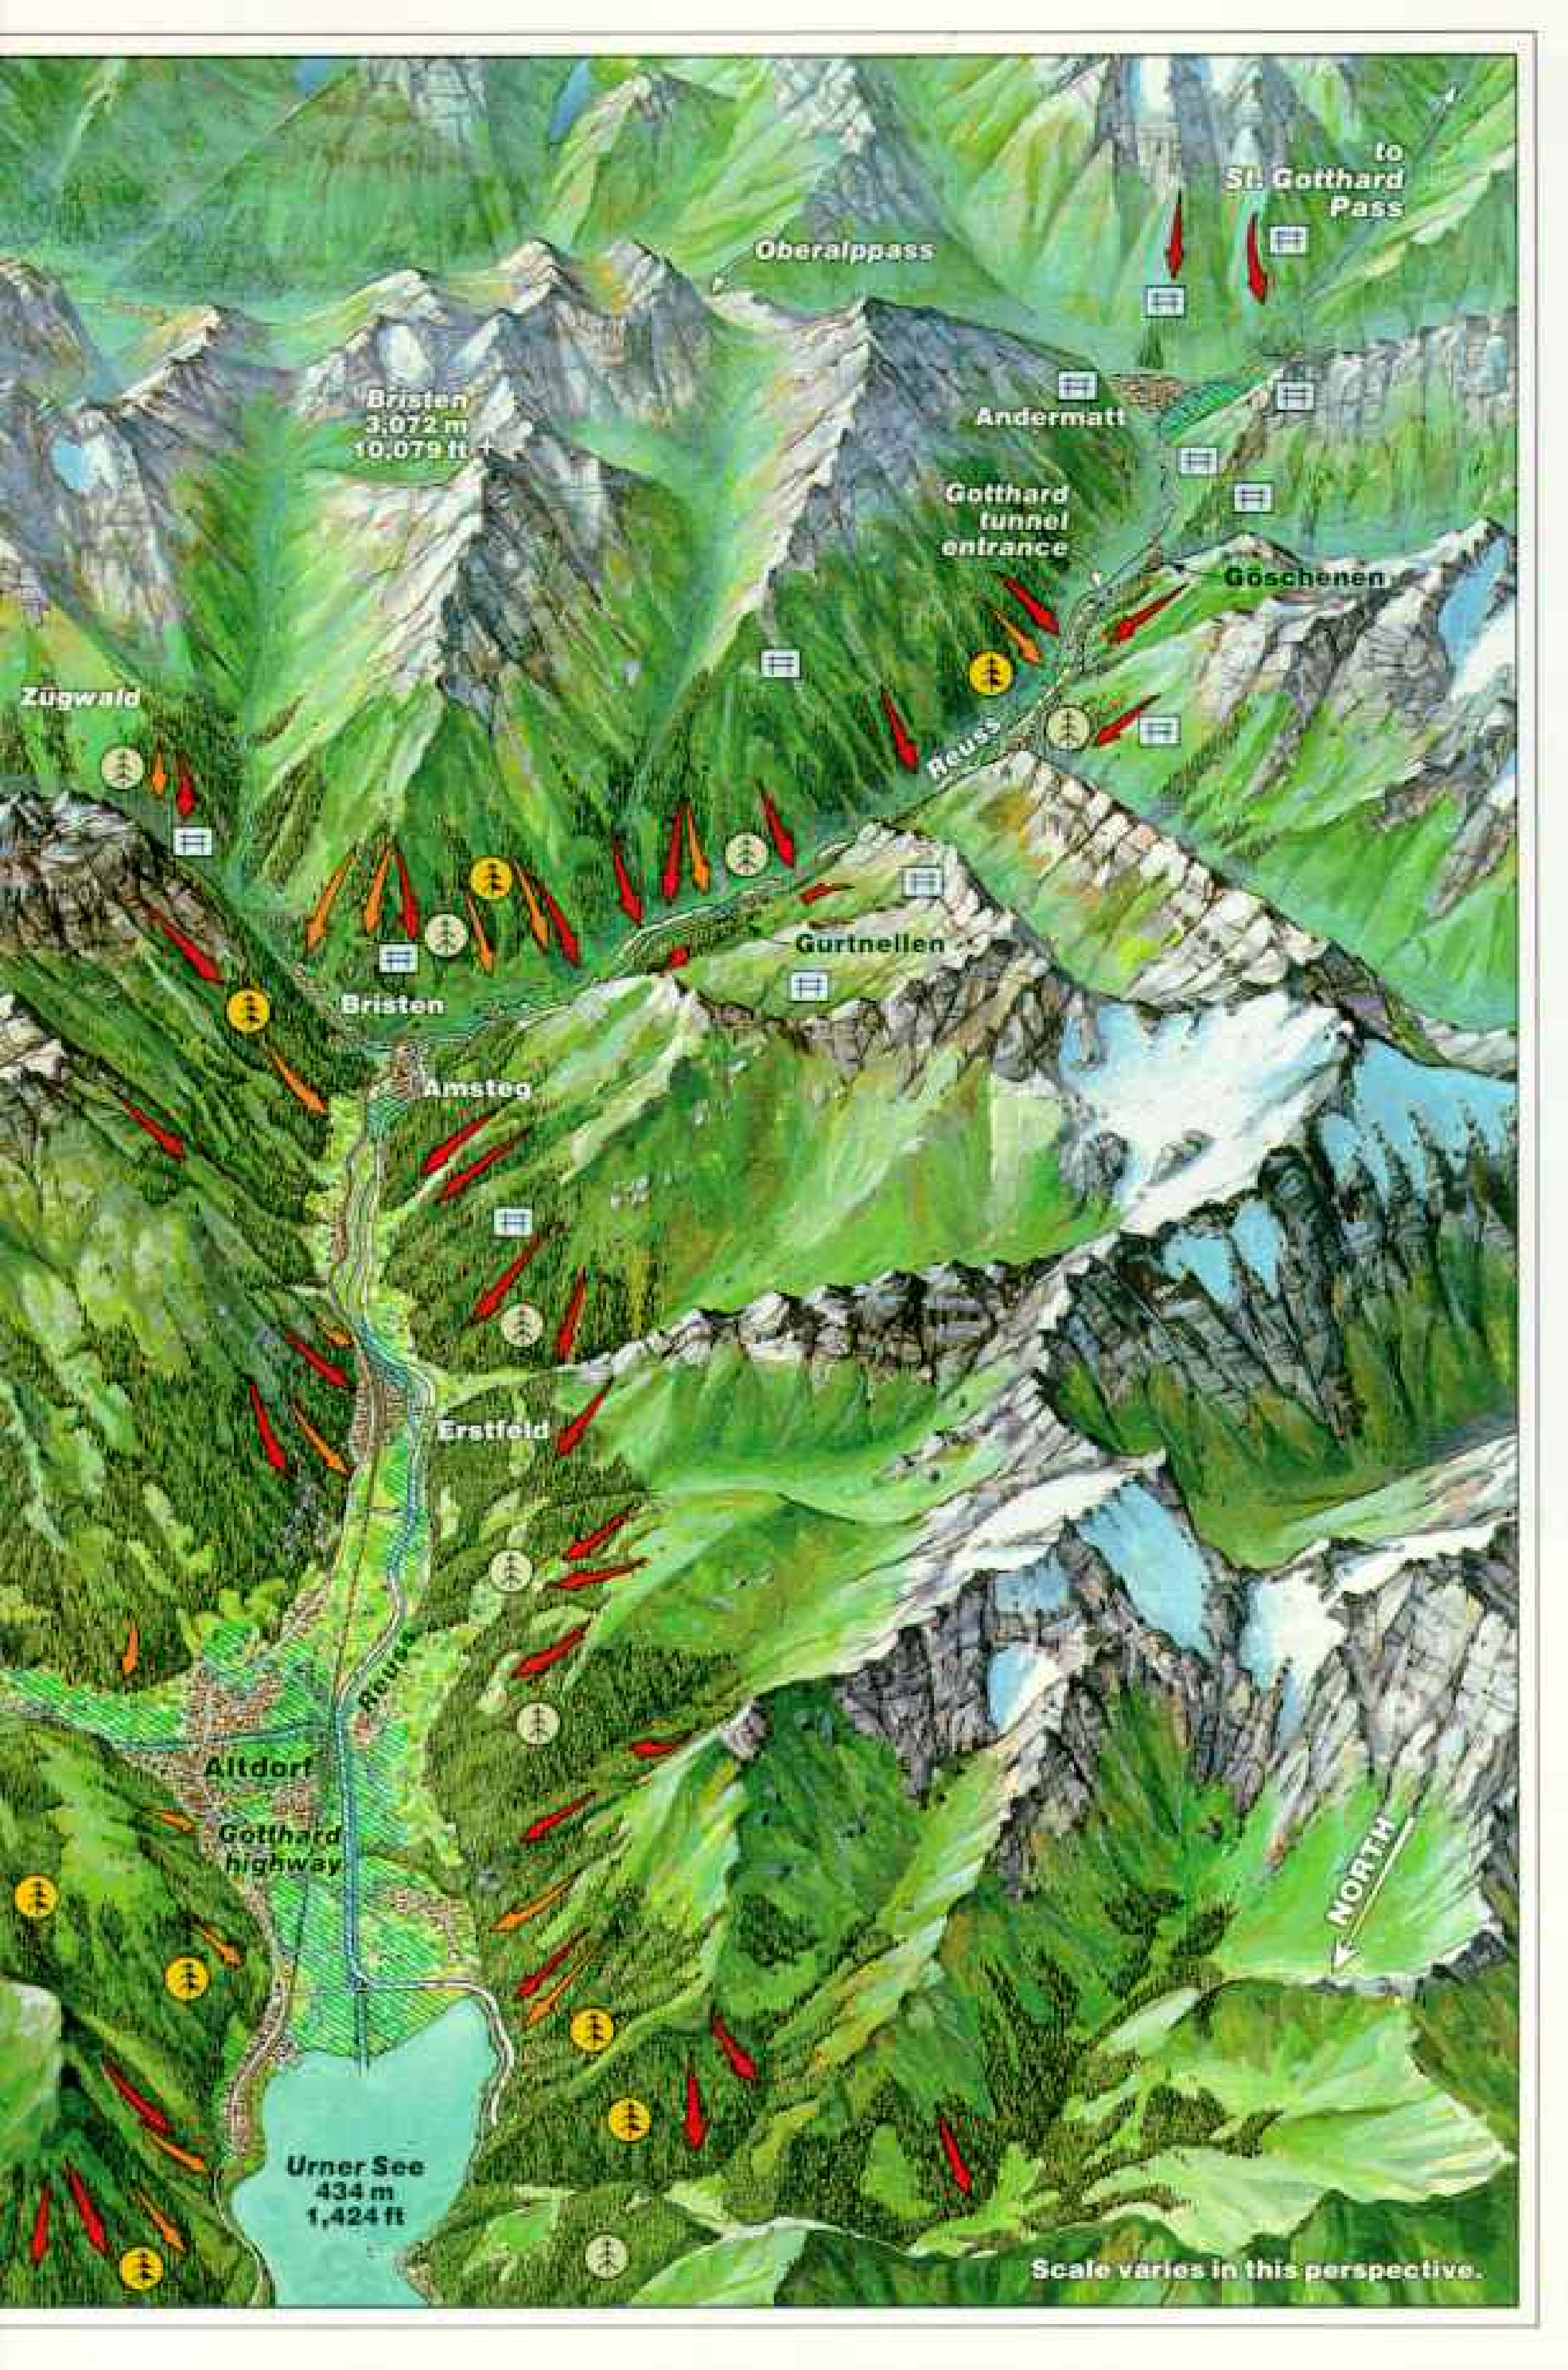 to
St. Gotthard
Pass
Oberalppass
Bristen
3,072 m
10,079 ft
Andermatt
Gotthard
tunnel
entrance
Göschenen
Zügwald
Reuss
Gurtnellen
Bristen
Amsteg
Erstfeld
Reuss
Altdorf
Gotthard
highway
NORTH
Urner See
434 m
1,424 ft
Scale varies in this perspective.